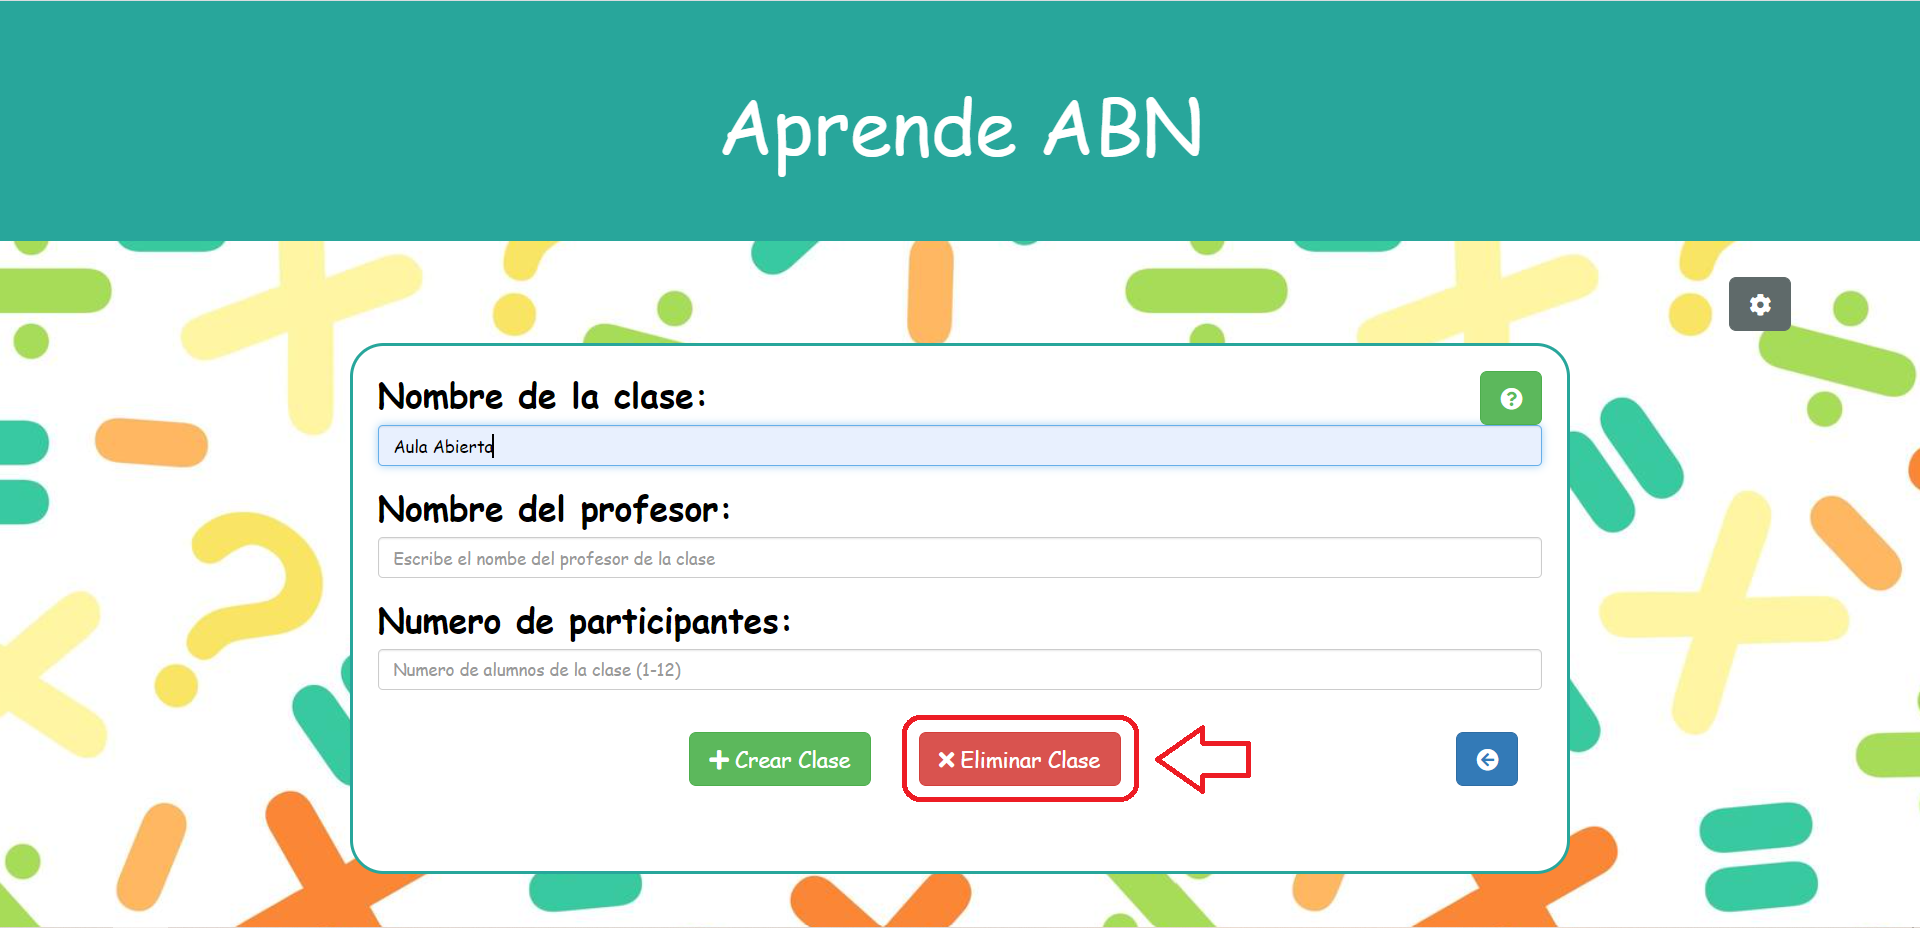 Aprende ABN
Nombre de la clase:
Aula Abierta
Nombre del profesor:
Escribe el nombe del profesor de la clase
Numero de participantes:
Numero de alumnos de la clase (1-12)
Crear Clase
Eliminar Clase